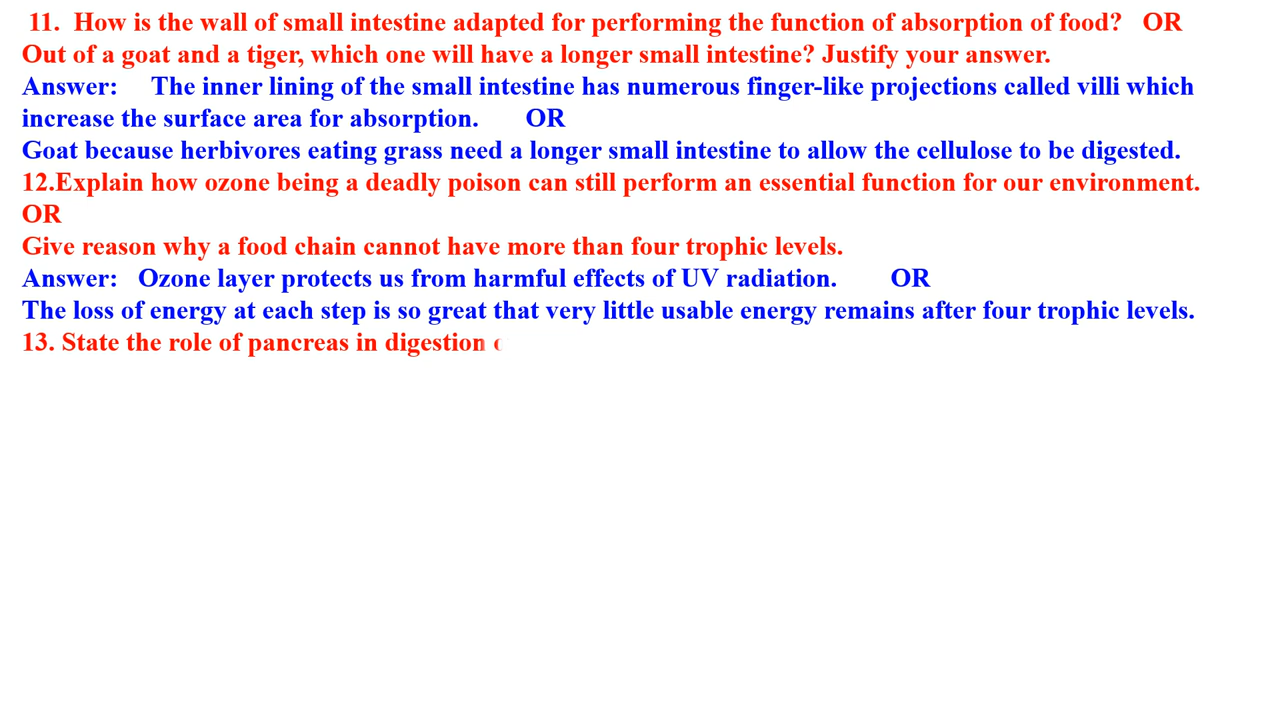 11. How is the wall of small intestine adapted for performing the function of absorption of food? OR
Out of a goat and a tiger, which one will have a longer small intestine? Justify your answer.
Answer: The inner lining of the small intestine has numerous finger-like projections called villi which
increase the surface area for absorption. OR
Goat because herbivores eating grass need a longer small intestine to allow the cellulose to be digested.
12.Explain how ozone being a deadly poison can still perform an essential function for our environment.
OR
Give reason why a food chain cannot have more than four trophic levels.
Answer: Ozone layer protects us from harmful effects of UV radiation. OR
The loss of energy at each step is so great that very little usable energy remains after four trophic levels.
13. State the role of pancreas in digestion